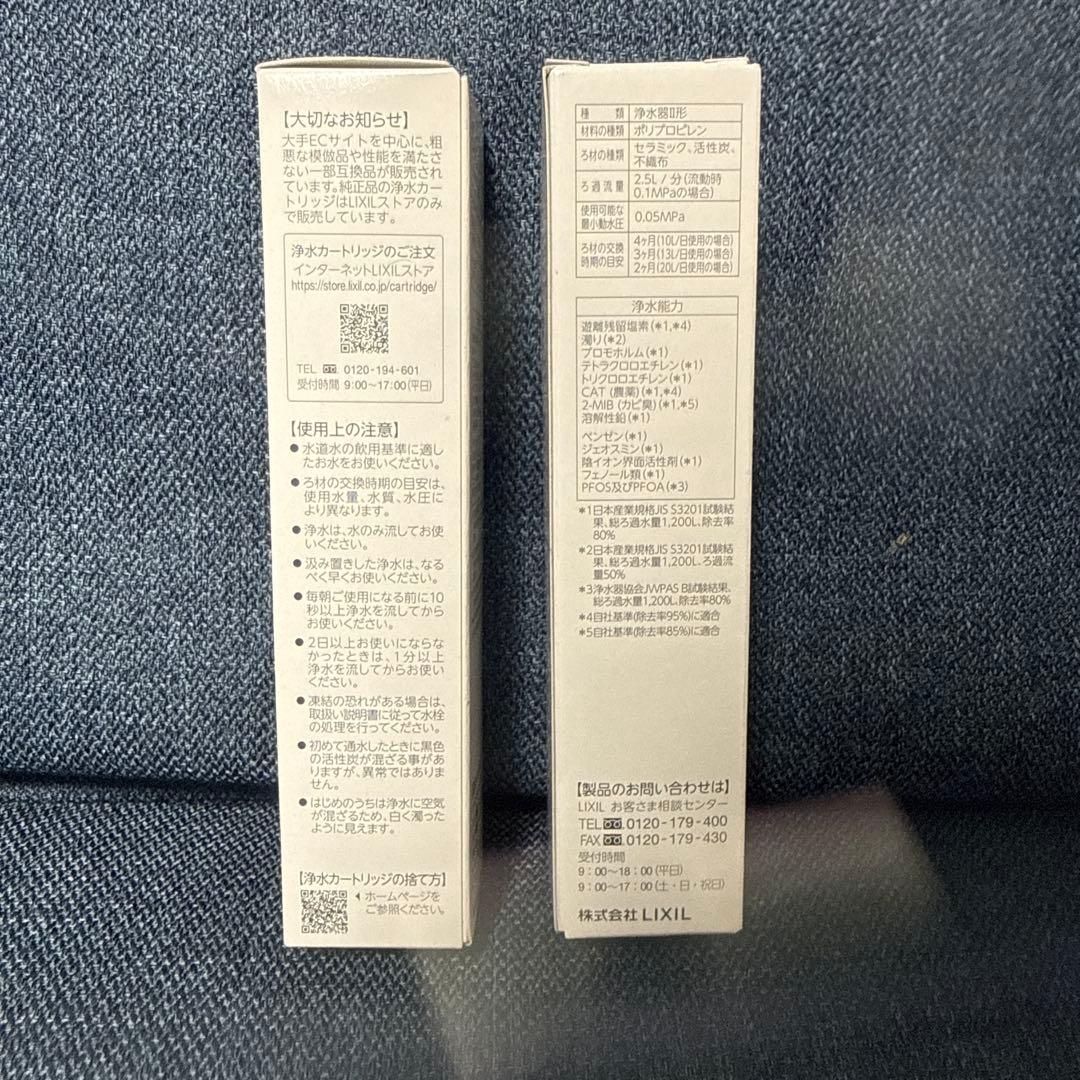 【大切なお知らせ】
大手ECサイトを中心に、粗
悪な模倣品や性能を満たさ
ない一部互換品が販売され
ています。純正品の浄水カー
トリッジはLIXILストアのみ
で販売しています。
浄水カートリッジのご注文
インターネットLIXILストア
https://store.lixil.co.jp/cartridge/
TEL 0120-194-601
受付時間 9:00〜17:00(平日)
【使用上の注意】
●水道水の飲用基準に適し
たお水をお使いください。
●ろ材の交換時期の目安は、
使用水量、水質、水圧に
より異なります。
●浄水は、水のみ流してお使
いください。
●汲み置きした浄水は、なる
べく早くお使いください。
●毎朝ご使用になる前に10
秒以上浄水を流してから
お使いください。
●2日以上お使いにならな
かったときは、1分以上
浄水を流してからお使い
ください。
●凍結の恐れがある場合は、
取扱い説明書に従って水栓
の処理を行ってください。
●初めて通水したときに黒色
の活性炭が混ざる事があ
りますが、異常ではありま
せん。
●はじめのうちは浄水に空気
が混ざるため、白く濁った
ように見えます。
【浄水カートリッジの捨て方】
◀ホームページを
ご参照ください。
種類 浄水器II形
材料の種類 ポリプロピレン
ろ材の種類 セラミック、活性炭、
不織布
ろ過流量 2.5L / 分(流動時
0.1MPaの場合)
使用可能な
最小動水圧 0.05MPa
ろ材の交換
時期の目安 4ヶ月(10L/日使用の場合)
3ヶ月(13L/日使用の場合)
2ヶ月(20L/日使用の場合)
浄水能力
遊離残留塩素(*1,*4)
濁り(*2)
ブロモホルム(*1)
テトラクロロエチレン(*1)
トリクロロエチレン(*1)
CAT (農薬)(*1,*4)
2-MIB (カビ臭)(*1,*5)
溶解性鉛(*1)
ベンゼン(*1)
ジェオスミン(*1)
陰イオン界面活性剤(*1)
フェノール類(*1)
PFOS及びPFOA(*3)
*1日本産業規格JIS S3201試験結
果、総ろ過水量1,200L、除去率
80%
*2日本産業規格JIS S3201試験結
果、総ろ過水量1,200L、ろ過流
量50%
*3浄水器協会JWPAS B試験結果、
総ろ過水量1,200L、除去率80%
*4自社基準(除去率95%)に適合
*5自社基準(除去率85%)に適合
【製品のお問い合わせは】
LIXIL お客さま相談センター
TEL 0120-179-400
FAX 0120-179-430
受付時間
9:00〜18:00(平日)
9:00〜17:00(土・日・祝日)
株式会社 LIXIL